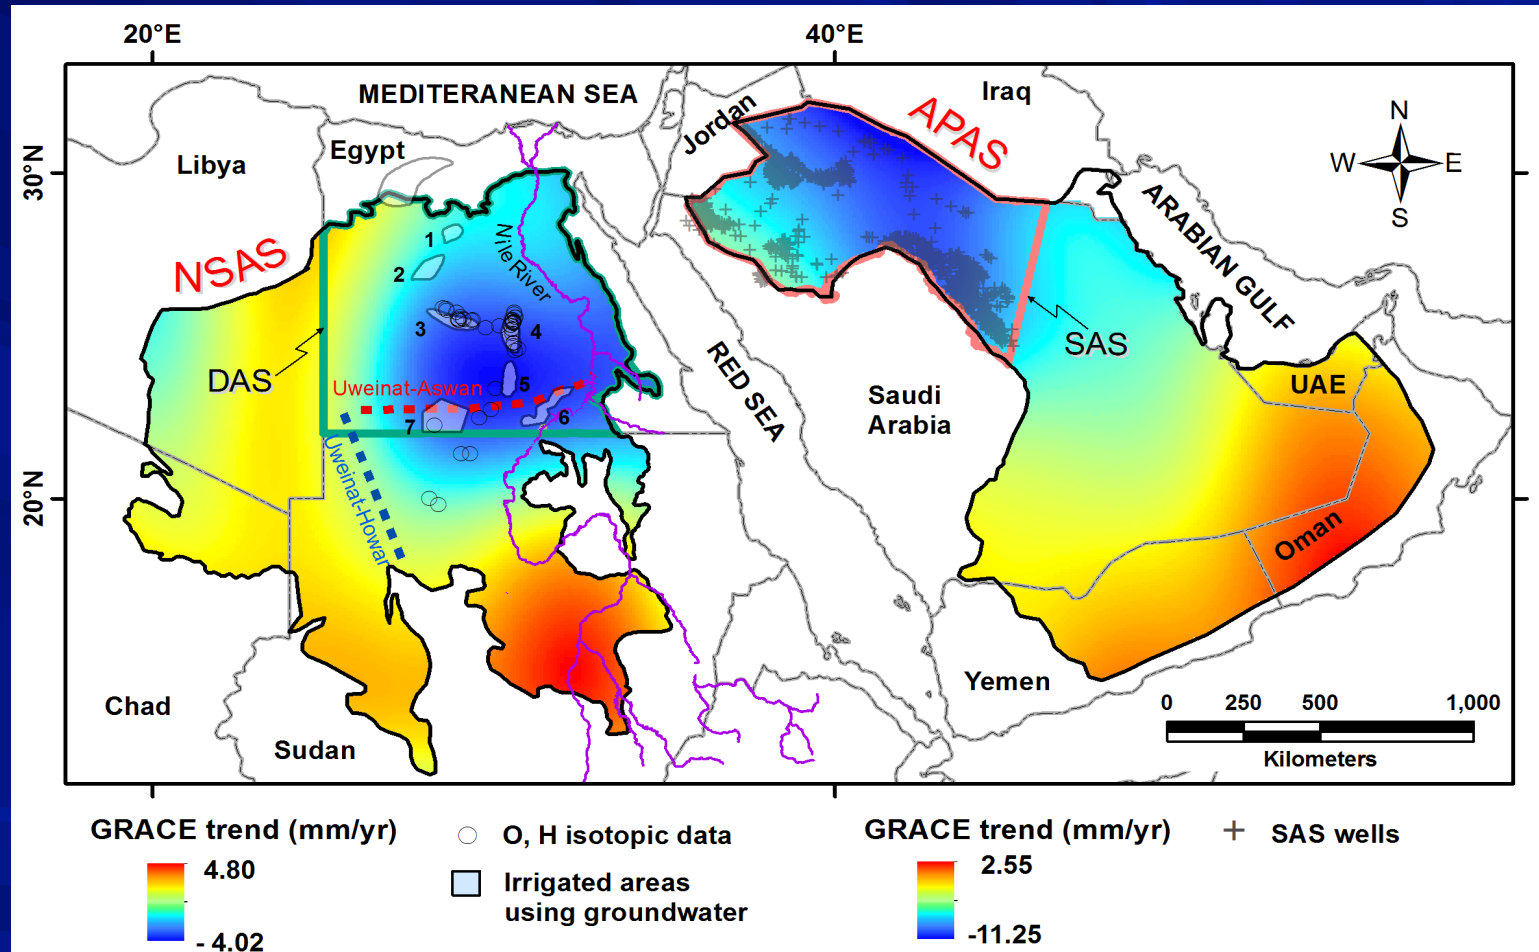 20°E
40°E
30°N
20°N
MEDITERANEAN SEA
Libya
Egypt
Jordan
Iraq
APAS
NSAS
N
W
E
S
ARABIAN GULF
Nile River
1
2
3
4
5
6
7
DAS
Uweinat-Aswan
Uweinat-Howar
RED SEA
SAS
Saudi
Arabia
UAE
Oman
Yemen
Chad
Sudan
0 250 500 1,000
Kilometers
GRACE trend (mm/yr)
4.80
- 4.02
O, H isotopic data
Irrigated areas
using groundwater
GRACE trend (mm/yr)
2.55
-11.25
SAS wells